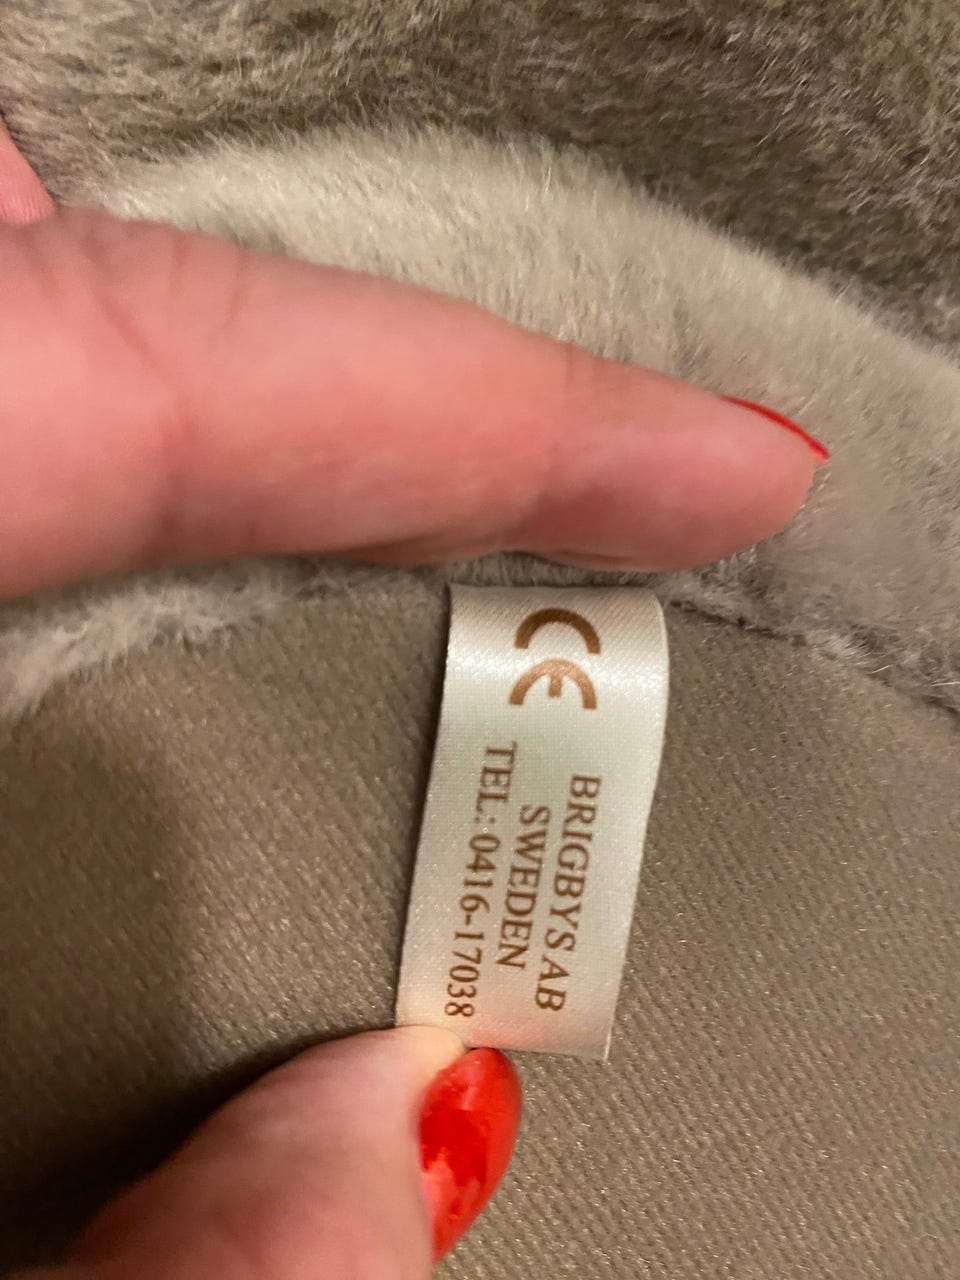 CE
BRIGBYS AB
SWEDEN
TEL: 0416-17038